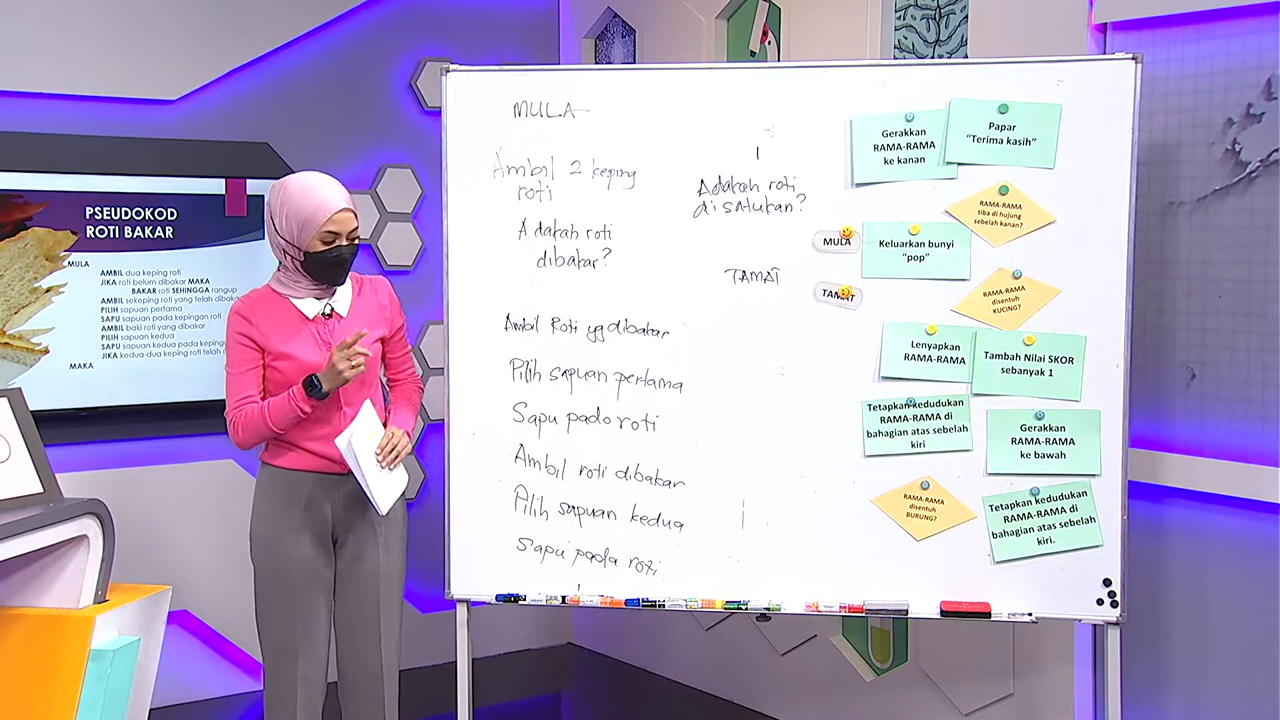 PSEUDOKOD
ROTI BAKAR
MULA
AMBIL dua keping roti
JIKA roti belum dibakar MAKA
BAKAR roti SEHINGGA rangup
AMBIL sekeping roti yang telah dibaka
PILIH sapuan pertama
SAPU sapuan pada kepingan roti
AMBIL baki roti yang dibakar
PILIH sapuan kedua
SAPU sapuan kedua pada keping
JIKA kedua-dua keping roti telah
MAKA
MULA
Ambil 2 keping
roti
Adakah roti
dibakar?
Ambil Roti yg dibakar
Pilih sapuan pertama
Sapu pada roti
Ambil roti dibakar
Pilih sapuan kedua
Sapu pada roti
Adakah roti
disatukan?
TAMAT
Gerakkan
RAMA-RAMA
ke kanan
Papar
"Terima kasih"
RAMA-RAMA
tiba di hujung
sebelah kanan?
MULA
Keluarkan bunyi
"pop"
TAMAT
RAMA-RAMA
disentuh
KUCING?
Lenyapkan
RAMA-RAMA
Tambah Nilai SKOR
sebanyak 1
Tetapkan kedudukan
RAMA-RAMA di
bahagian atas sebelah
kiri
Gerakkan
RAMA-RAMA
ke bawah
RAMA-RAMA
disentuh
BURUNG?
Tetapkan kedudukan
RAMA-RAMA di
bahagian atas sebelah
kiri.